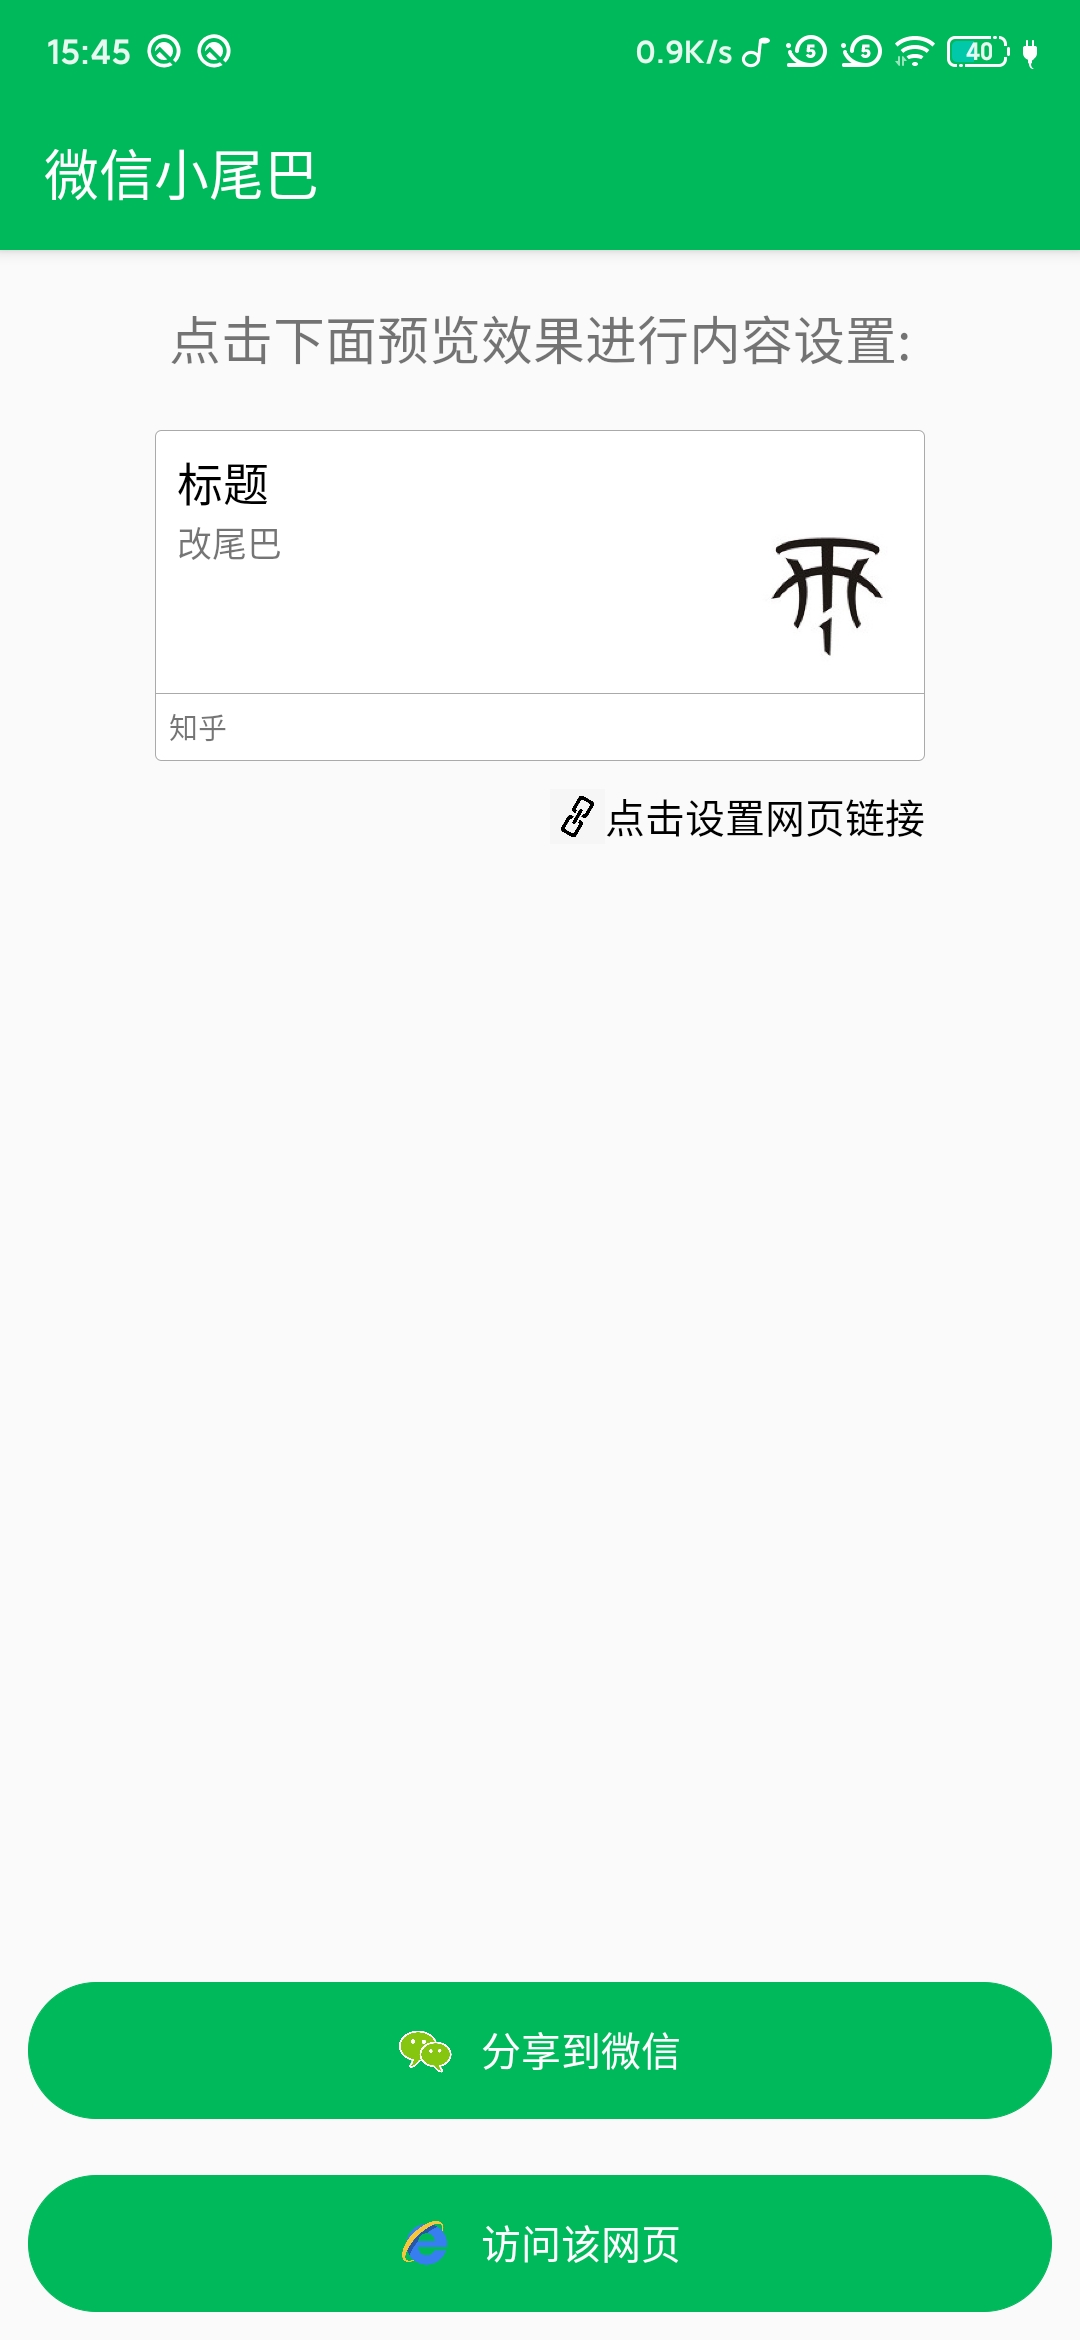 15:45 0.9K/s 5 5 40
微信小尾巴
点击下面预览效果进行内容设置:
标题
改尾巴
知乎
点击设置网页链接
分享到微信
访问该网页